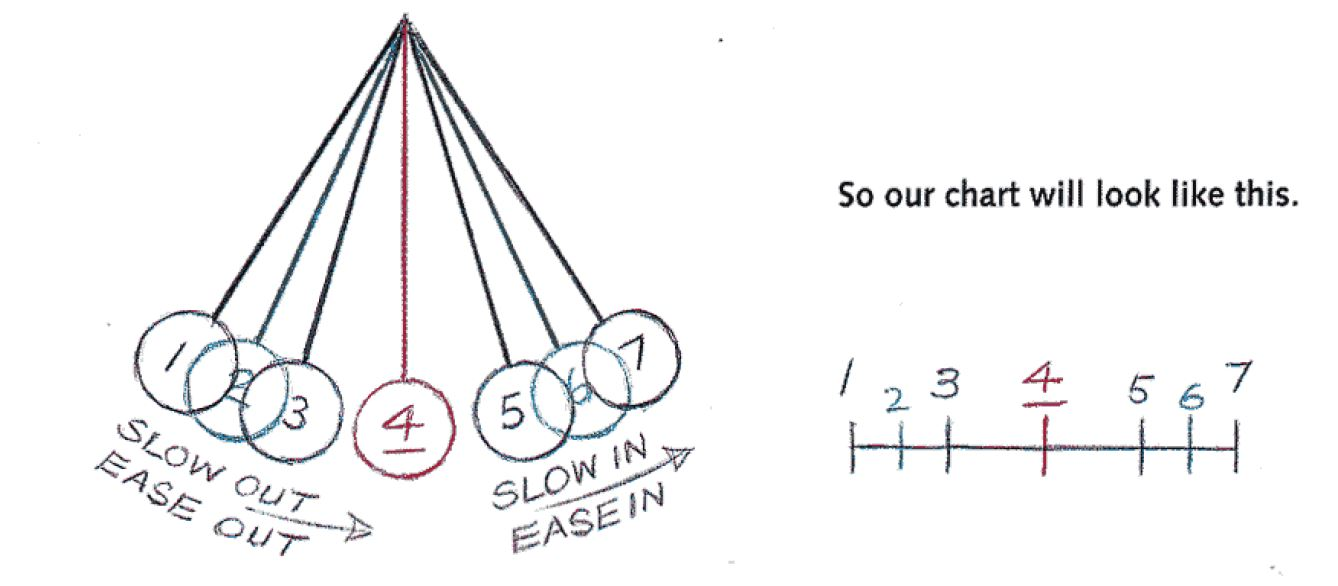 1
2
3
4
5
6
7
SLOW OUT
EASE OUT
SLOW IN
EASE IN
So our chart will look like this.
1 2 3 4 5 6 7